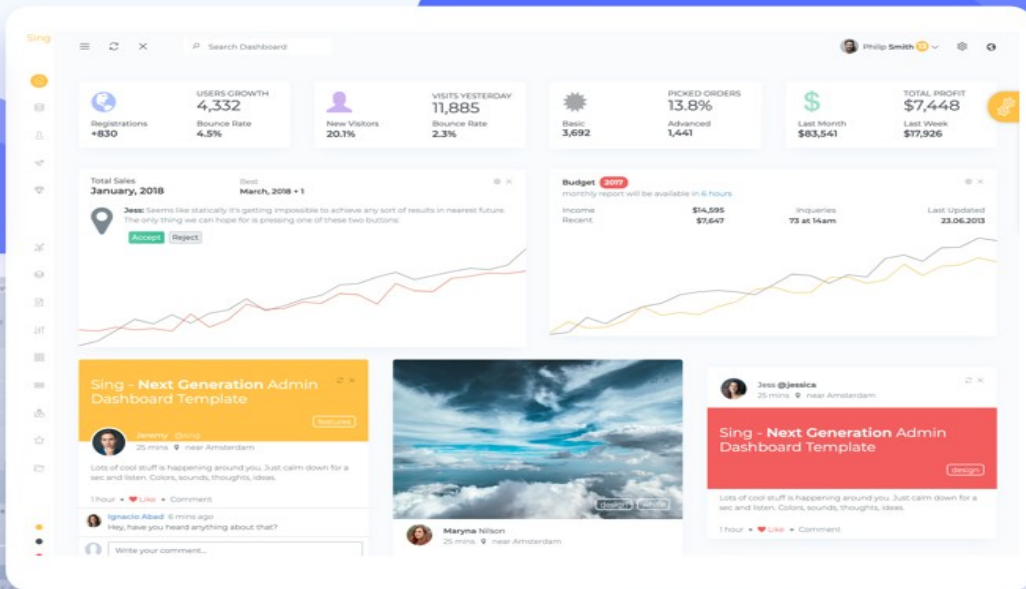 Sing
Search Dashboard
Philip Smith 13
USERS GROWTH
4,332
Registrations
+830
Bounce Rate
4.5%
VISITS YESTERDAY
11,885
New Visitors
20.1%
Bounce Rate
2.3%
PICKED ORDERS
13.8%
Basic
3,692
Advanced
1,441
TOTAL PROFIT
$7,448
Last Month
$83,541
Last Week
$17,926
Total Sales
January, 2018
Best
March, 2018 + 1
Jess: Seems like statically it's getting impossible to achieve any sort of results in nearest future.
The only thing we can hope for is pressing one of these two buttons:
Accept Reject
Budget 2017
monthly report will be available in 6 hours
Income $14,595
Recent $7,647
Inqueries
73 at 14am
Last Updated
23.06.2013
Sing - Next Generation Admin
Dashboard Template
features
Jeremy @sing
25 mins near Amsterdam
Lots of cool stuff is happening around you. Just calm down for a
sec and listen. Colors, sounds, thoughts, ideas.
1 hour • Like • Comment
Ignacio Abad 6 mins ago
Hey, have you heard anything about that?
Write your comment...
design white
Maryna Nilson
25 mins near Amsterdam
Jess @jessica
25 mins near Amsterdam
Sing - Next Generation Admin
Dashboard Template
design
Lots of cool stuff is happening around you. Just calm down for a
sec and listen. Colors, sounds, thoughts, ideas.
1 hour • Like • Comment